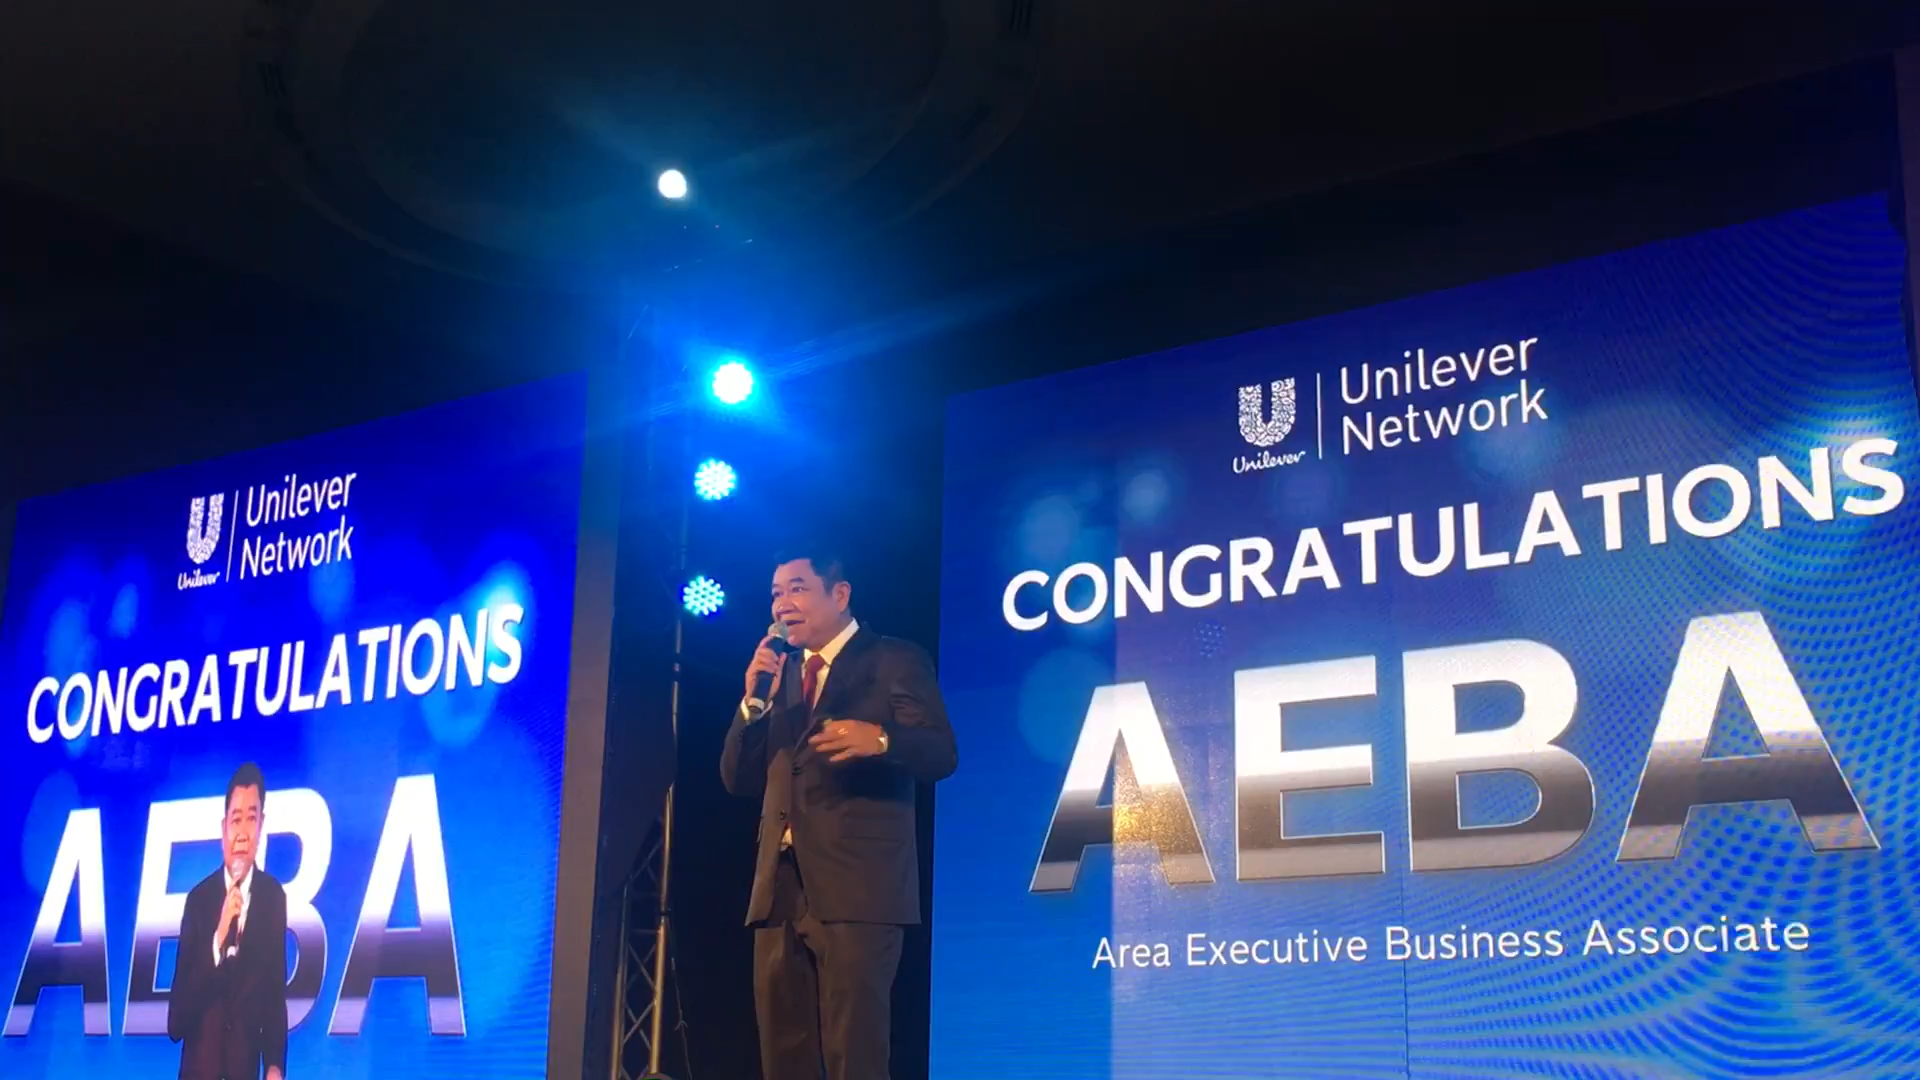 Unilever
Unilever
Network
CONGRATULATIONS
AEBA
Unilever
Unilever
Network
CONGRATULATIONS
AEBA
Area Executive Business Associate